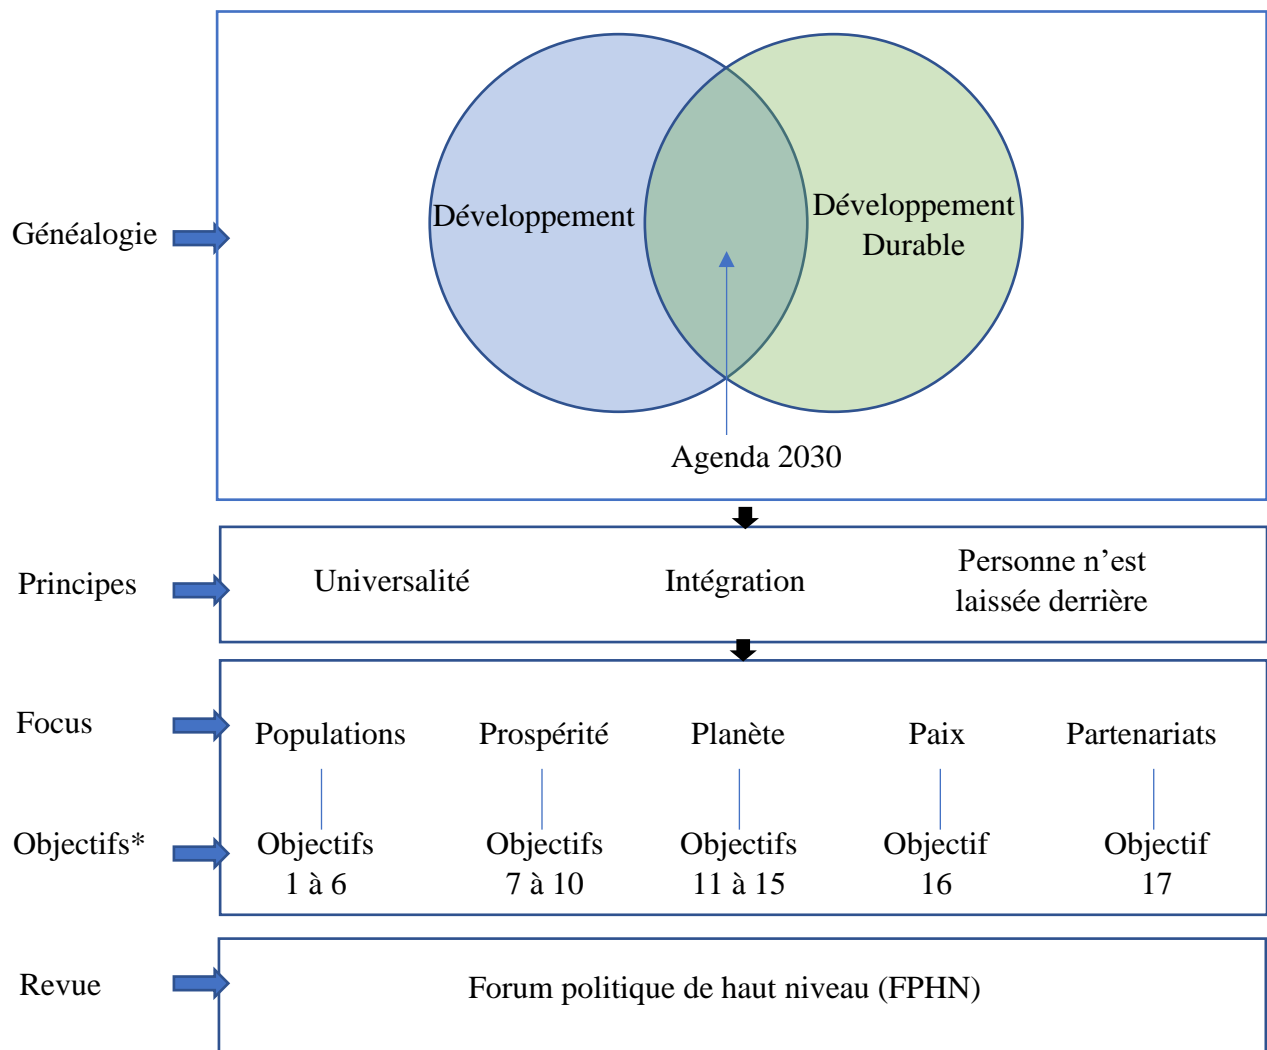 Généalogie
Développement
Développement
Durable
Agenda 2030
Principes
Universalité
Intégration
Personne n’est
laissée derrière
Focus
Populations
Prospérité
Planète
Paix
Partenariats
Objectifs*
Objectifs
1 à 6
Objectifs
7 à 10
Objectifs
11 à 15
Objectif
16
Objectif
17
Revue
Forum politique de haut niveau (FPHN)